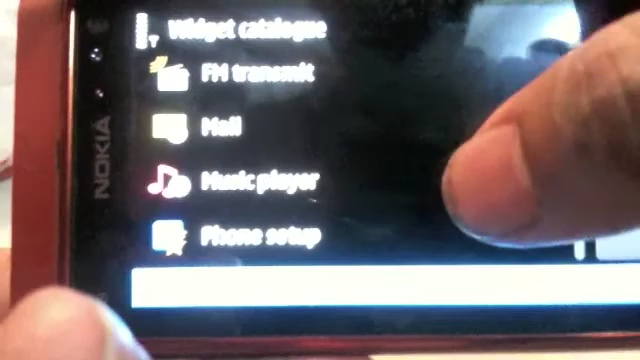 Widget catalogue
FM transmit
Mail
Music player
Phone setup
NOKIA